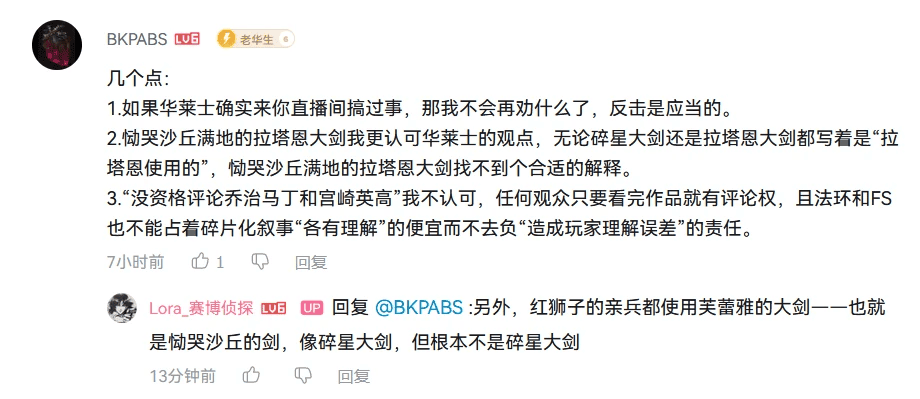 BKPABS LV6 老华生 6
几个点：
1.如果华莱士确实来你直播间搞过事，那我不会再劝什么了，反击是应当的。
2.恸哭沙丘满地的拉塔恩大剑我更认可华莱士的观点，无论碎星大剑还是拉塔恩大剑都写着是“拉
塔恩使用的”，恸哭沙丘满地的拉塔恩大剑找不到个合适的解释。
3.“没资格评论乔治马丁和宫崎英高”我不认可，任何观众只要看完作品就有评论权，且法环和FS
也不能占着碎片化叙事“各有理解”的便宜而不去负“造成玩家理解误差”的责任。
7小时前 1 回复
Lora_赛博侦探 LV6 UP 回复 @BKPABS :另外，红狮子的亲兵都使用芙蕾雅的大剑——也就
是恸哭沙丘的剑，像碎星大剑，但根本不是碎星大剑
13分钟前 回复